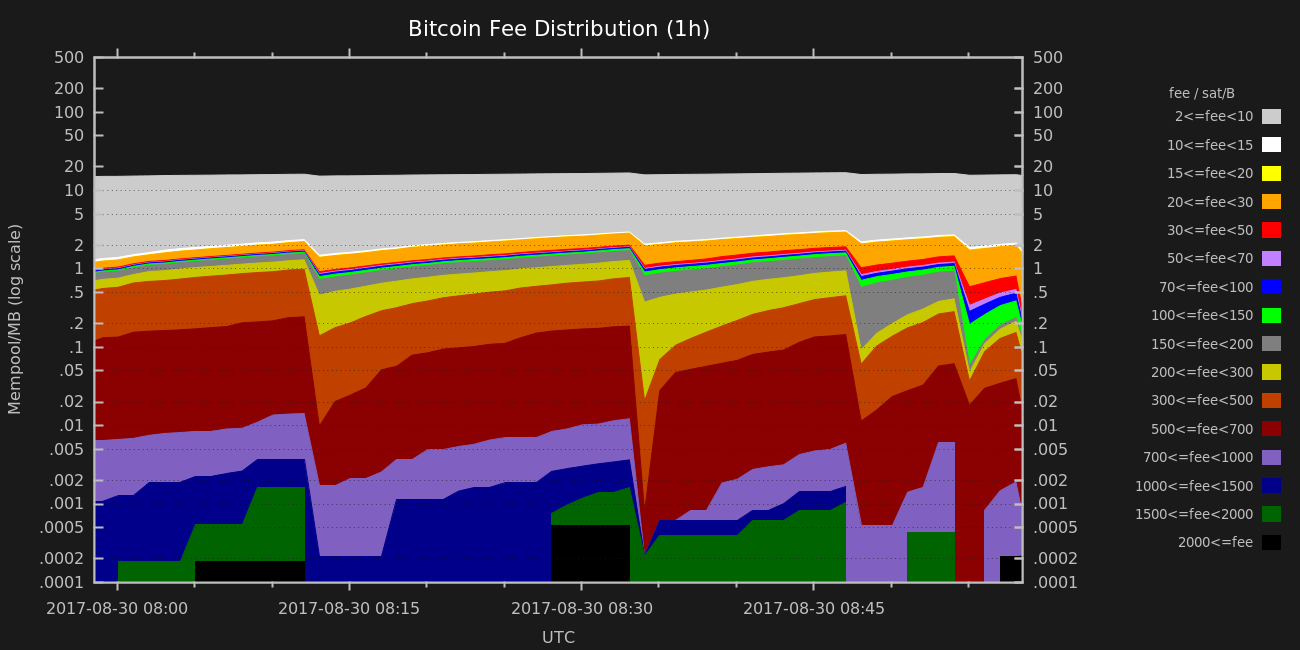 Bitcoin Fee Distribution (1h)
500 500
200 200
100 100
50 50
20 20
10 10
5 5
2 2
1 1
.5 .5
.2 .2
.1 .1
.05 .05
.02 .02
.01 .01
.005 .005
.002 .002
.001 .001
.0005 .0005
.0002 .0002
.0001 .0001
Mempool/MB (log scale)
2017-08-30 08:00 2017-08-30 08:15 2017-08-30 08:30 2017-08-30 08:45
UTC
fee / sat/B
2<=fee<10
10<=fee<15
15<=fee<20
20<=fee<30
30<=fee<50
50<=fee<70
70<=fee<100
100<=fee<150
150<=fee<200
200<=fee<300
300<=fee<500
500<=fee<700
700<=fee<1000
1000<=fee<1500
1500<=fee<2000
2000<=fee